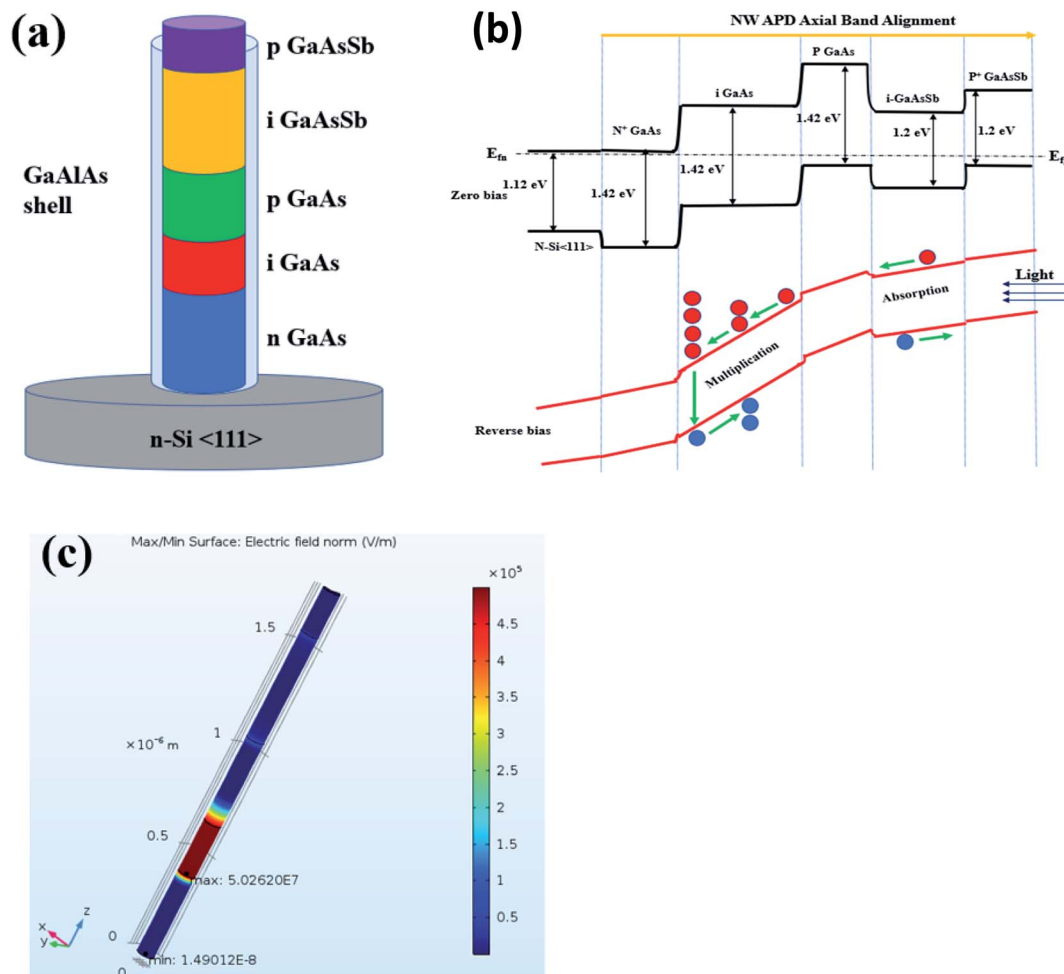 (a)
p GaAsSb
i GaAsSb
GaAlAs
shell
p GaAs
i GaAs
n GaAs
n-Si <111>
(b)
NW APD Axial Band Alignment
P GaAs
P⁺ GaAsSb
i GaAs
i-GaAsSb
N⁺ GaAs
1.42 eV
1.2 eV
1.2 eV
E_fn
E_f
1.12 eV
1.42 eV
1.42 eV
Zero bias
N-Si<111>
Light
Absorption
Multiplication
Reverse bias
(c)
Max/Min Surface: Electric field norm (V/m)
×10⁵
4.5
4
3.5
3
2.5
2
1.5
1
0.5
1.5
1
×10⁻⁶ m
0.5
max: 5.02620E7
0
min: 1.49012E-8
0
x
y
z